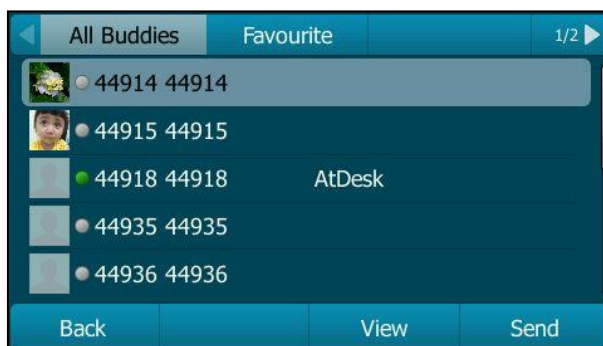 All Buddies Favourite 1/2
44914 44914
44915 44915
44918 44918 AtDesk
44935 44935
44936 44936
Back View Send